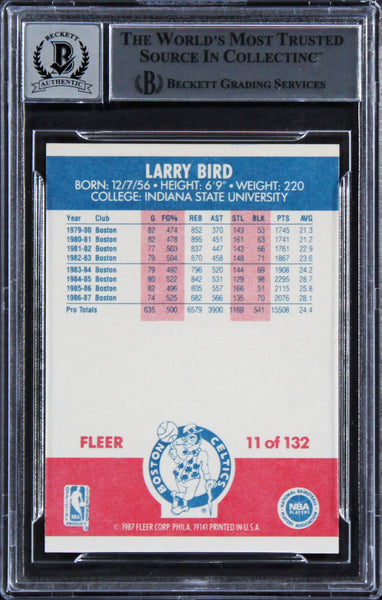 BECKETT
AUTHENTIC
THE WORLD'S MOST TRUSTED
SOURCE IN COLLECTING
BECKETT GRADING SERVICES
LARRY BIRD
BORN: 12/7/56 • HEIGHT: 6'9" • WEIGHT: 220
COLLEGE: INDIANA STATE UNIVERSITY
Year Club G FG% REB AST STL BLK PTS AVG
1979-80 Boston 82 .474 852 370 143 53 1745 21.3
1980-81 Boston 82 .478 895 451 161 63 1741 21.2
1981-82 Boston 77 .503 837 447 143 66 1761 22.9
1982-83 Boston 79 .504 870 458 148 71 1867 23.6
1983-84 Boston 79 .492 796 520 144 69 1908 24.2
1984-85 Boston 80 .522 842 531 129 98 2295 28.7
1985-86 Boston 82 .496 805 557 166 51 2115 25.8
1986-87 Boston 74 .525 682 566 135 70 2076 28.1
Pro Totals 635 .500 6579 3900 1169 541 15508 24.4
FLEER
11 of 132
BOSTON CELTICS
NATIONAL BASKETBALL
NBA
PLAYERS
PLAYERS ASSOCIATION
© 1987 FLEER CORP. PHILA. 19141 PRINTED IN U.S.A.